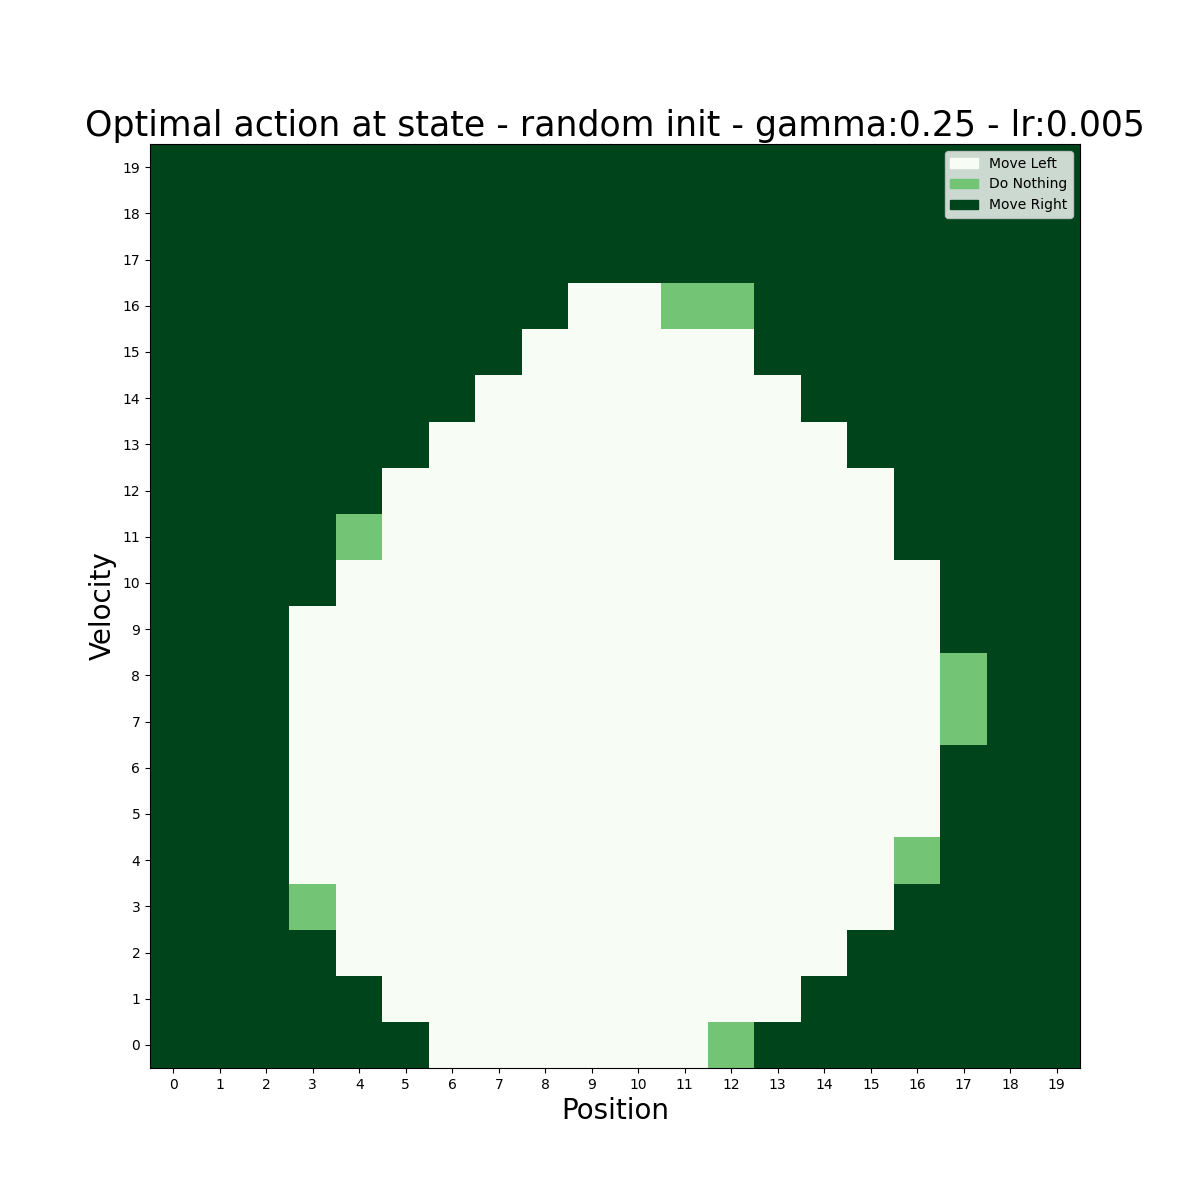 Optimal action at state - random init - gamma:0.25 - lr:0.005
Move Left
Do Nothing
Move Right
Velocity
19
18
17
16
15
14
13
12
11
10
9
8
7
6
5
4
3
2
1
0
0 1 2 3 4 5 6 7 8 9 10 11 12 13 14 15 16 17 18 19
Position